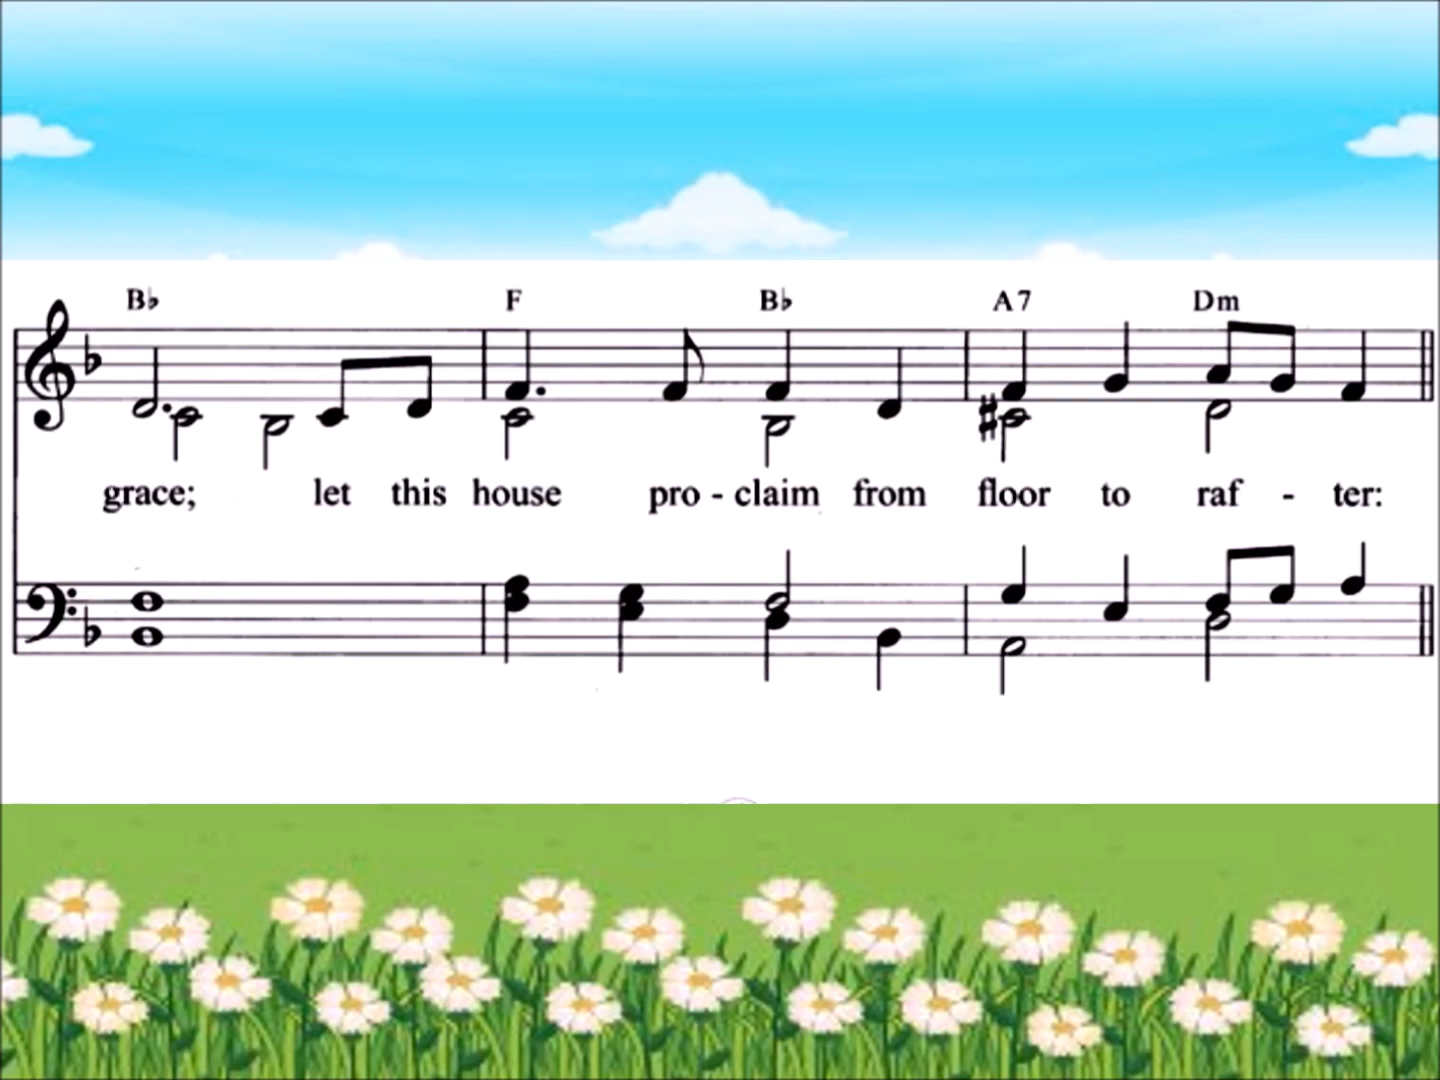 B♭ F B♭ A7 Dm
grace; let this house pro - claim from floor to raf - ter: